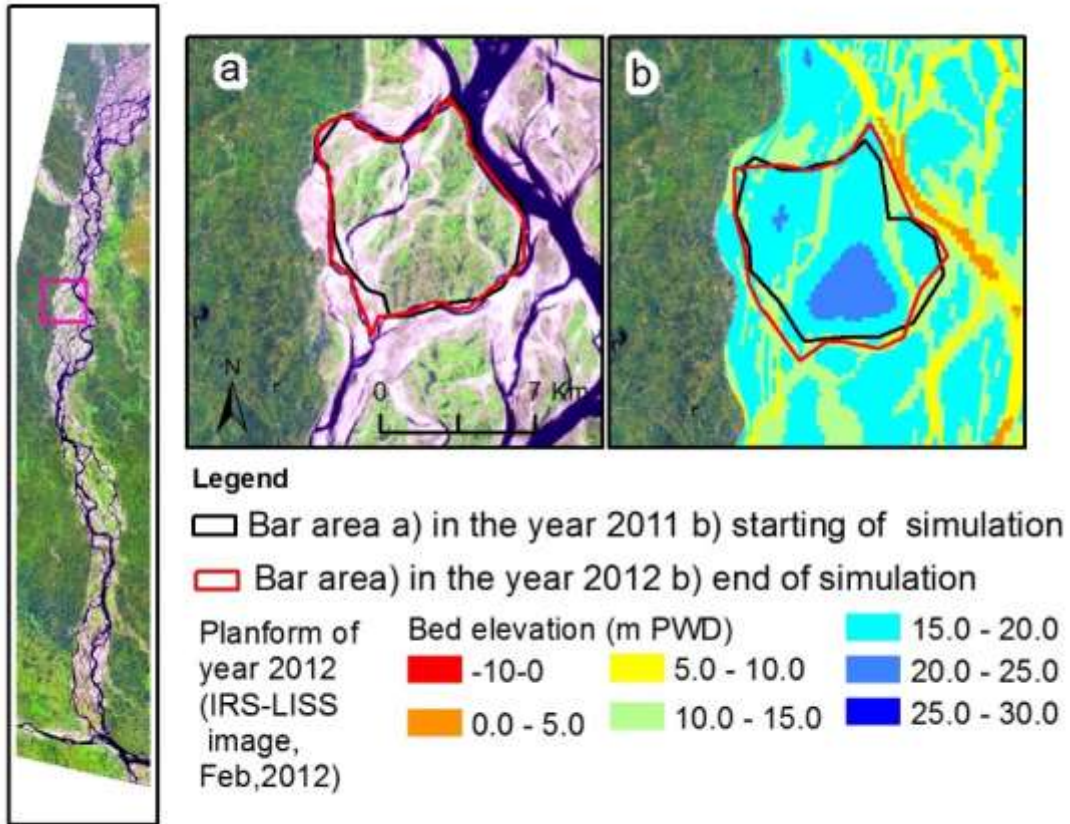 a
b
N
0 7 Km
Legend
Bar area a) in the year 2011 b) starting of simulation
Bar area) in the year 2012 b) end of simulation
Planform of
year 2012
(IRS-LISS
image,
Feb,2012)
Bed elevation (m PWD)
-10-0
0.0 - 5.0
5.0 - 10.0
10.0 - 15.0
15.0 - 20.0
20.0 - 25.0
25.0 - 30.0